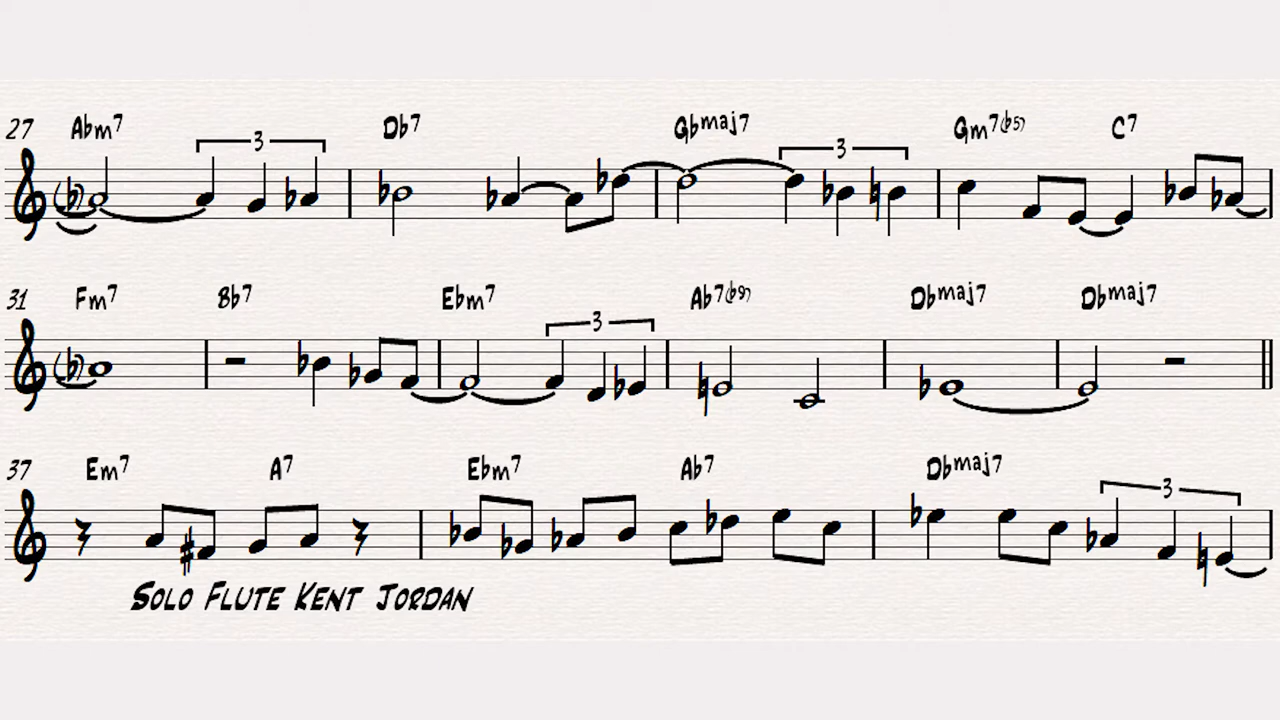 27 Abm7 3 Db7 Gbmaj7 3 Gm7(b5) C7
31 Fm7 Bb7 Ebm7 3 Ab7(b9) Dbmaj7 Dbmaj7
37 Em7 A7 Ebm7 Ab7 Dbmaj7 3
SOLO FLUTE KENT JORDAN